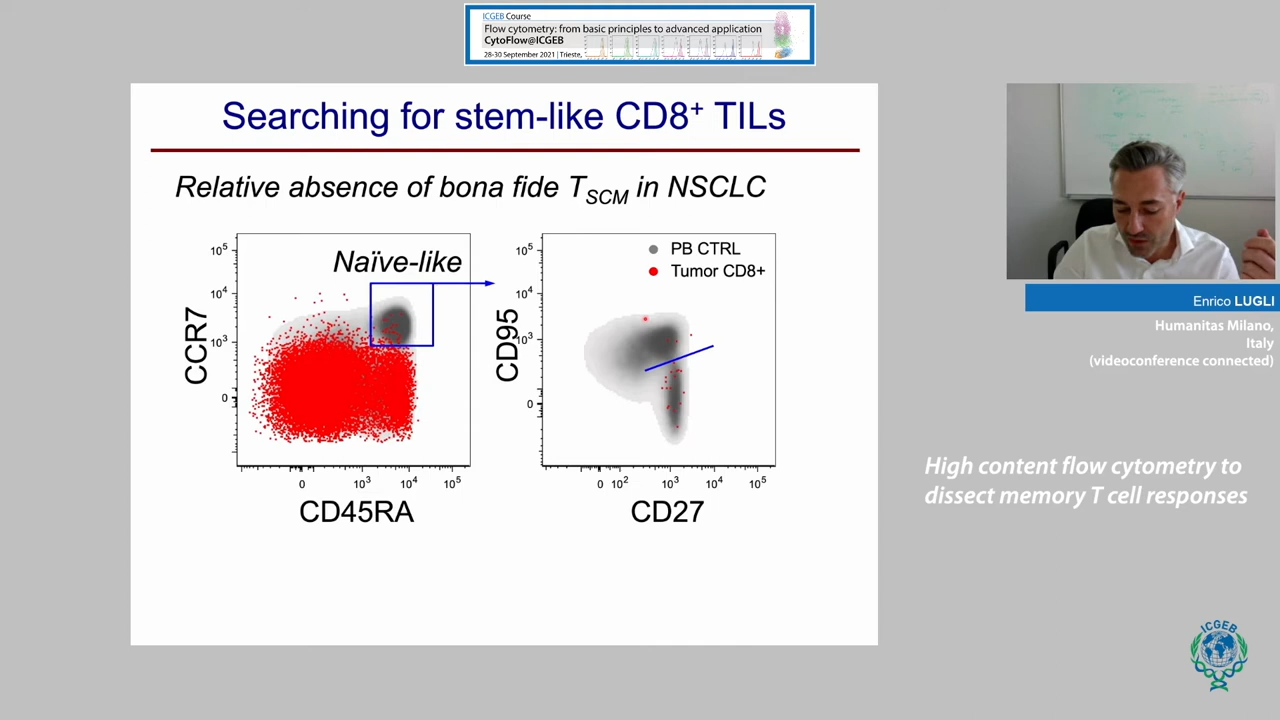 ICGEB Course
Flow cytometry: from basic principles to advanced application
CytoFlow@ICGEB
28-30 September 2021 | Trieste,
Searching for stem-like CD8⁺ TILs
Relative absence of bona fide T_SCM in NSCLC
Naïve-like
PB CTRL
Tumor CD8+
CCR7
10⁵
10⁴
10³
0
0 10³ 10⁴ 10⁵
CD45RA
CD95
10⁵
10⁴
10³
0
0 10² 10³ 10⁴ 10⁵
CD27
Enrico LUGLI
Humanitas Milano,
Italy
(videoconference connected)
High content flow cytometry to
dissect memory T cell responses
ICGEB